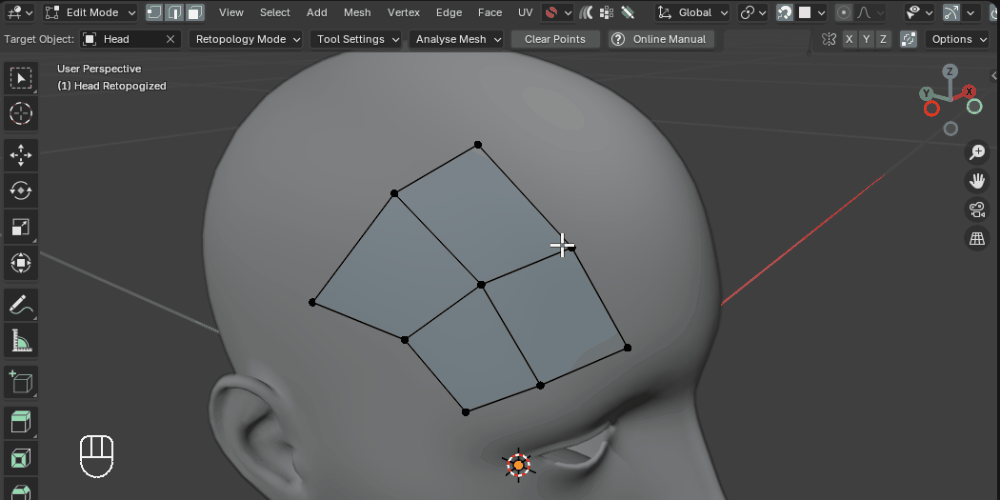 Edit Mode View Select Add Mesh Vertex Edge Face UV Global
Target Object: Head Retopology Mode Tool Settings Analyse Mesh Clear Points Online Manual X Y Z Options
User Perspective
(1) Head Retopogized
Z
Y X